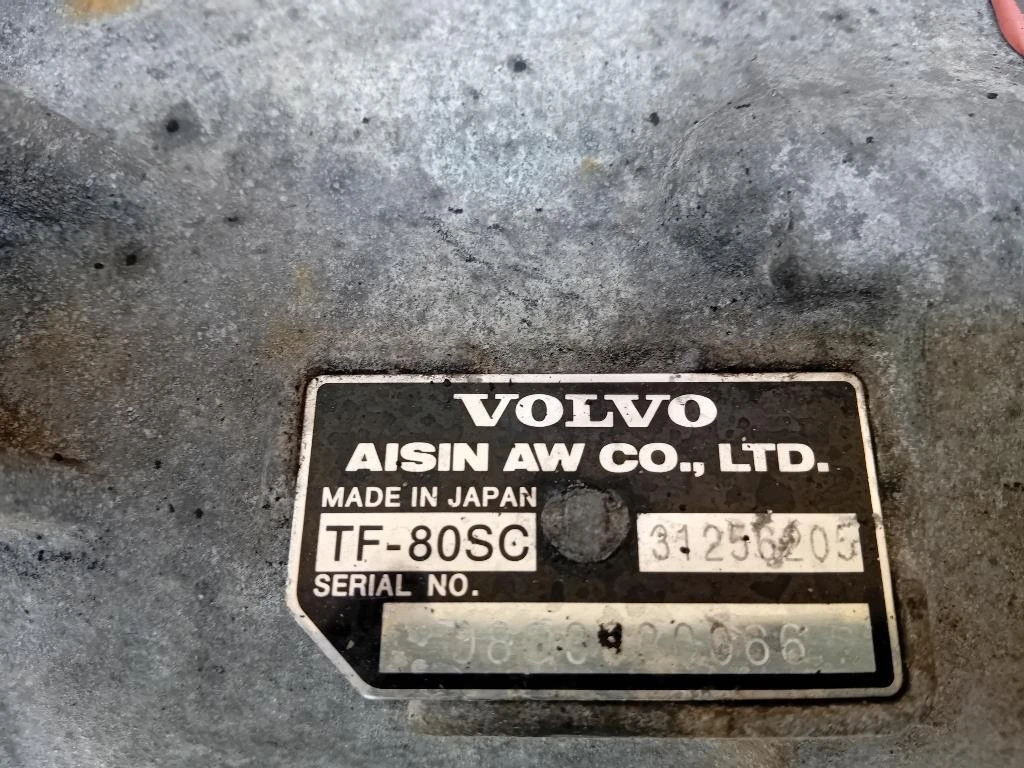 VOLVO
AISIN AW CO., LTD.
MADE IN JAPAN
TF-80SC 31256205
SERIAL NO.